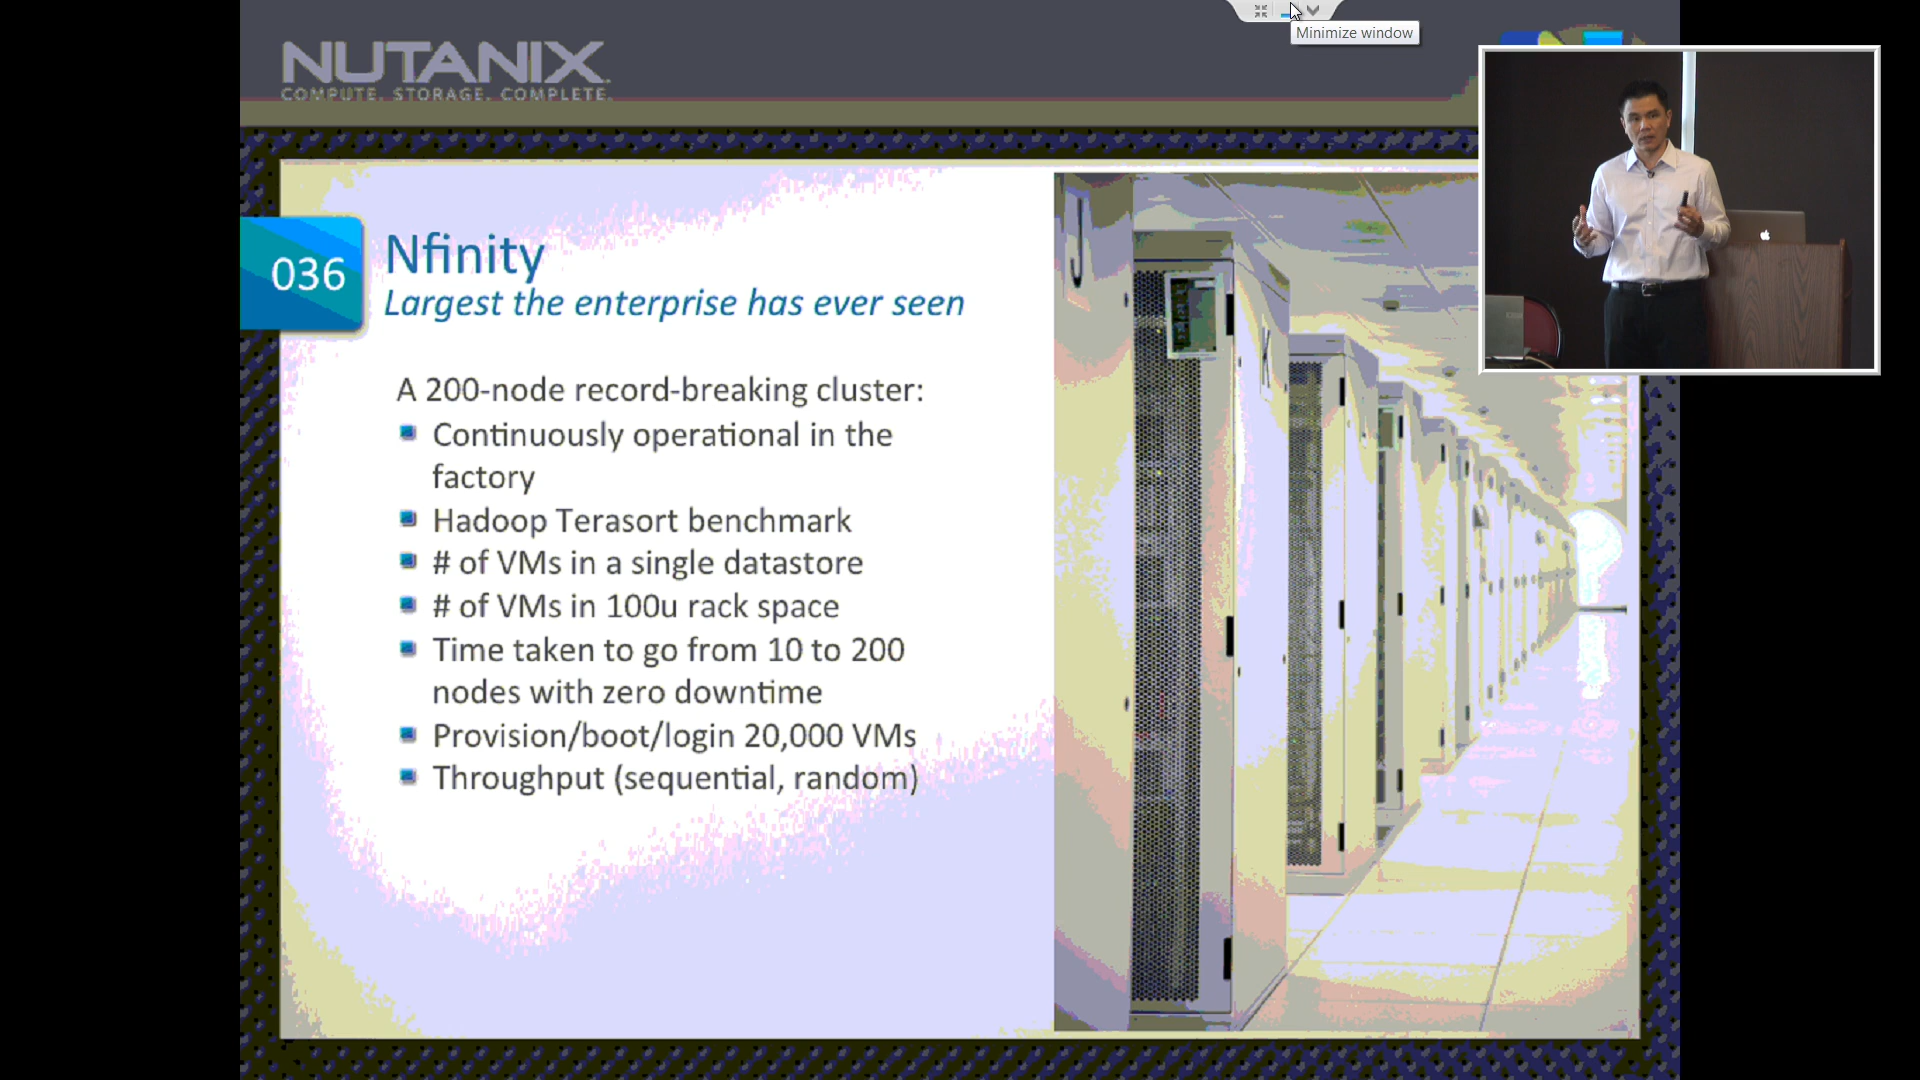 Minimize window
NUTANIX
COMPUTE. STORAGE. COMPLETE.
036
Nfinity
Largest the enterprise has ever seen
A 200-node record-breaking cluster:
Continuously operational in the
factory
Hadoop Terasort benchmark
# of VMs in a single datastore
# of VMs in 100u rack space
Time taken to go from 10 to 200
nodes with zero downtime
Provision/boot/login 20,000 VMs
Throughput (sequential, random)
J
K